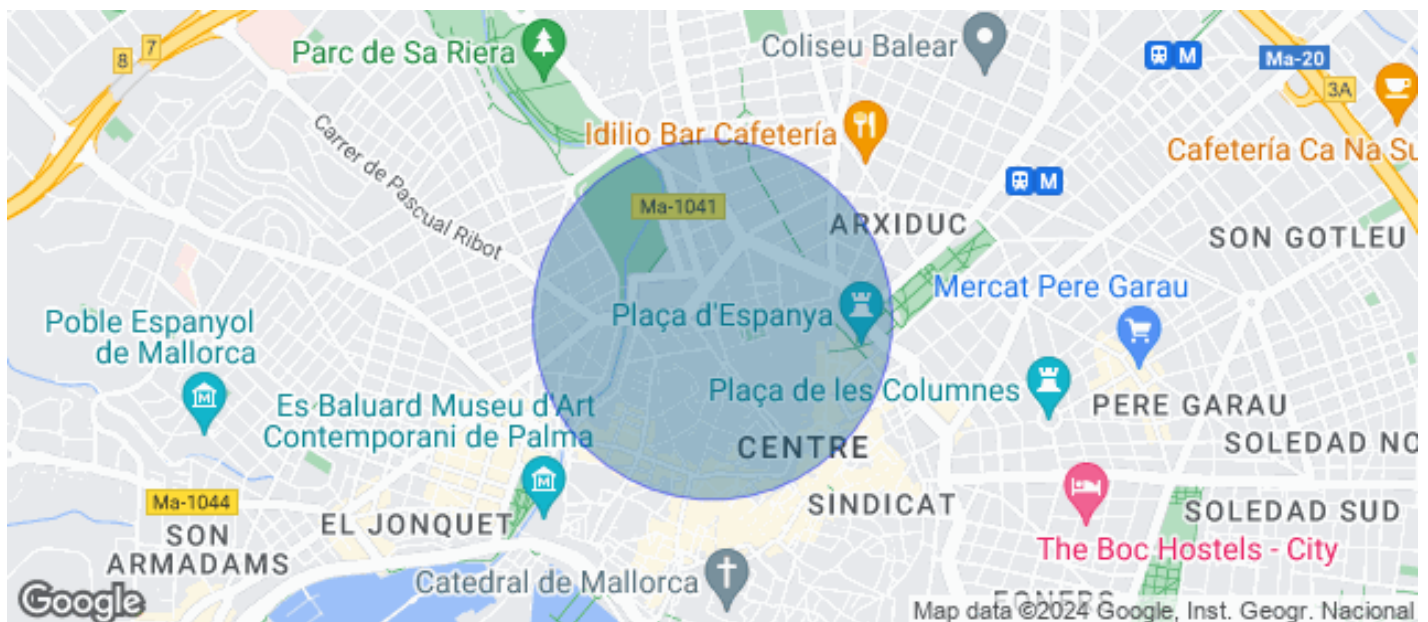 7
8
Parc de Sa Riera
Coliseu Balear
M
Ma-20
3A
Idilio Bar Cafetería
Cafetería Ca Na Su
Carrer de Pascual Ribot
Ma-1041
M
ARXIDUC
SON GOTLEU
Plaça d'Espanya
Mercat Pere Garau
Poble Espanyol
de Mallorca
Es Baluard Museu d'Art
Contemporani de Palma
Plaça de les Columnes
PERE GARAU
CENTRE
SOLEDAD NO
M
Ma-1044
SON
ARMADAMS
EL JONQUET
SINDICAT
SOLEDAD SUD
The Boc Hostels - City
Catedral de Mallorca
Google
Map data ©2024 Google, Inst. Geogr. Nacional